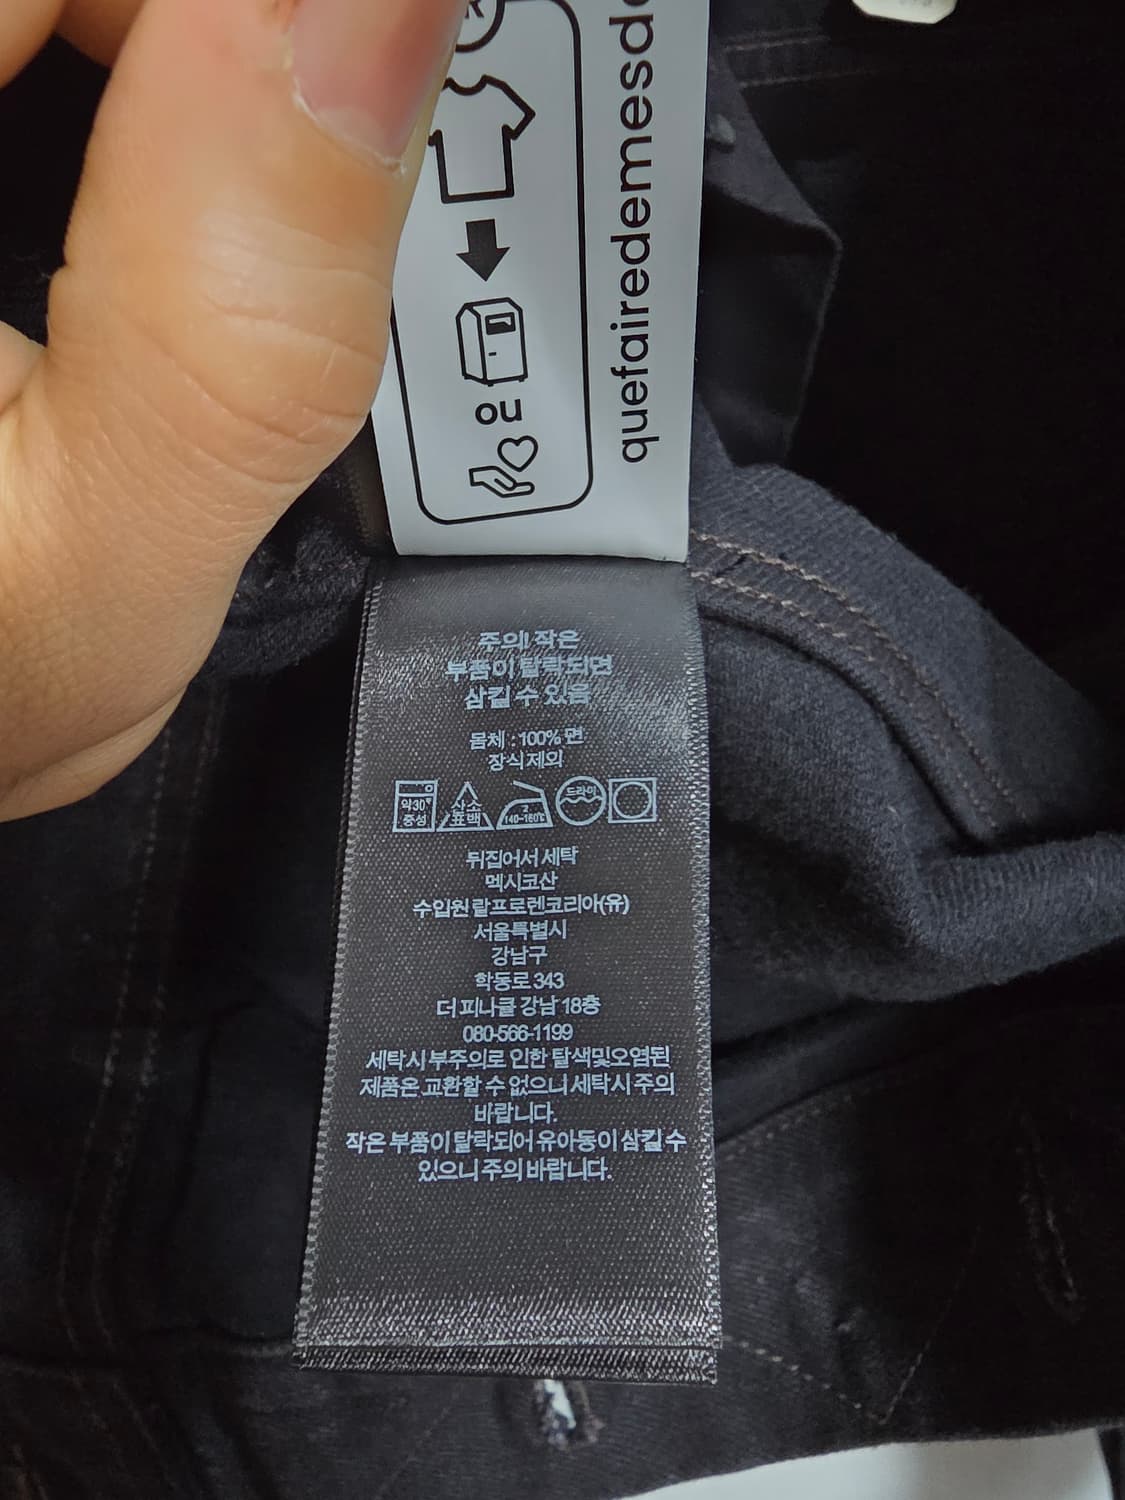 quefairedemesd
OU
주의! 작은
부품이 탈락되면
삼킬 수 있음
몸체 : 100% 면
장식제외
약30°
중성
산소
표백
140~160℃
드라이
뒤집어서 세탁
멕시코산
수입원 랄프로렌코리아(유)
서울특별시
강남구
학동로 343
더 피나클 강남 18층
080-566-1199
세탁시 부주의로 인한 탈색및오염된
제품은 교환할 수 없으니 세탁시 주의
바랍니다.
작은 부품이 탈락되어 유아동이 삼킬 수
있으니 주의 바랍니다.